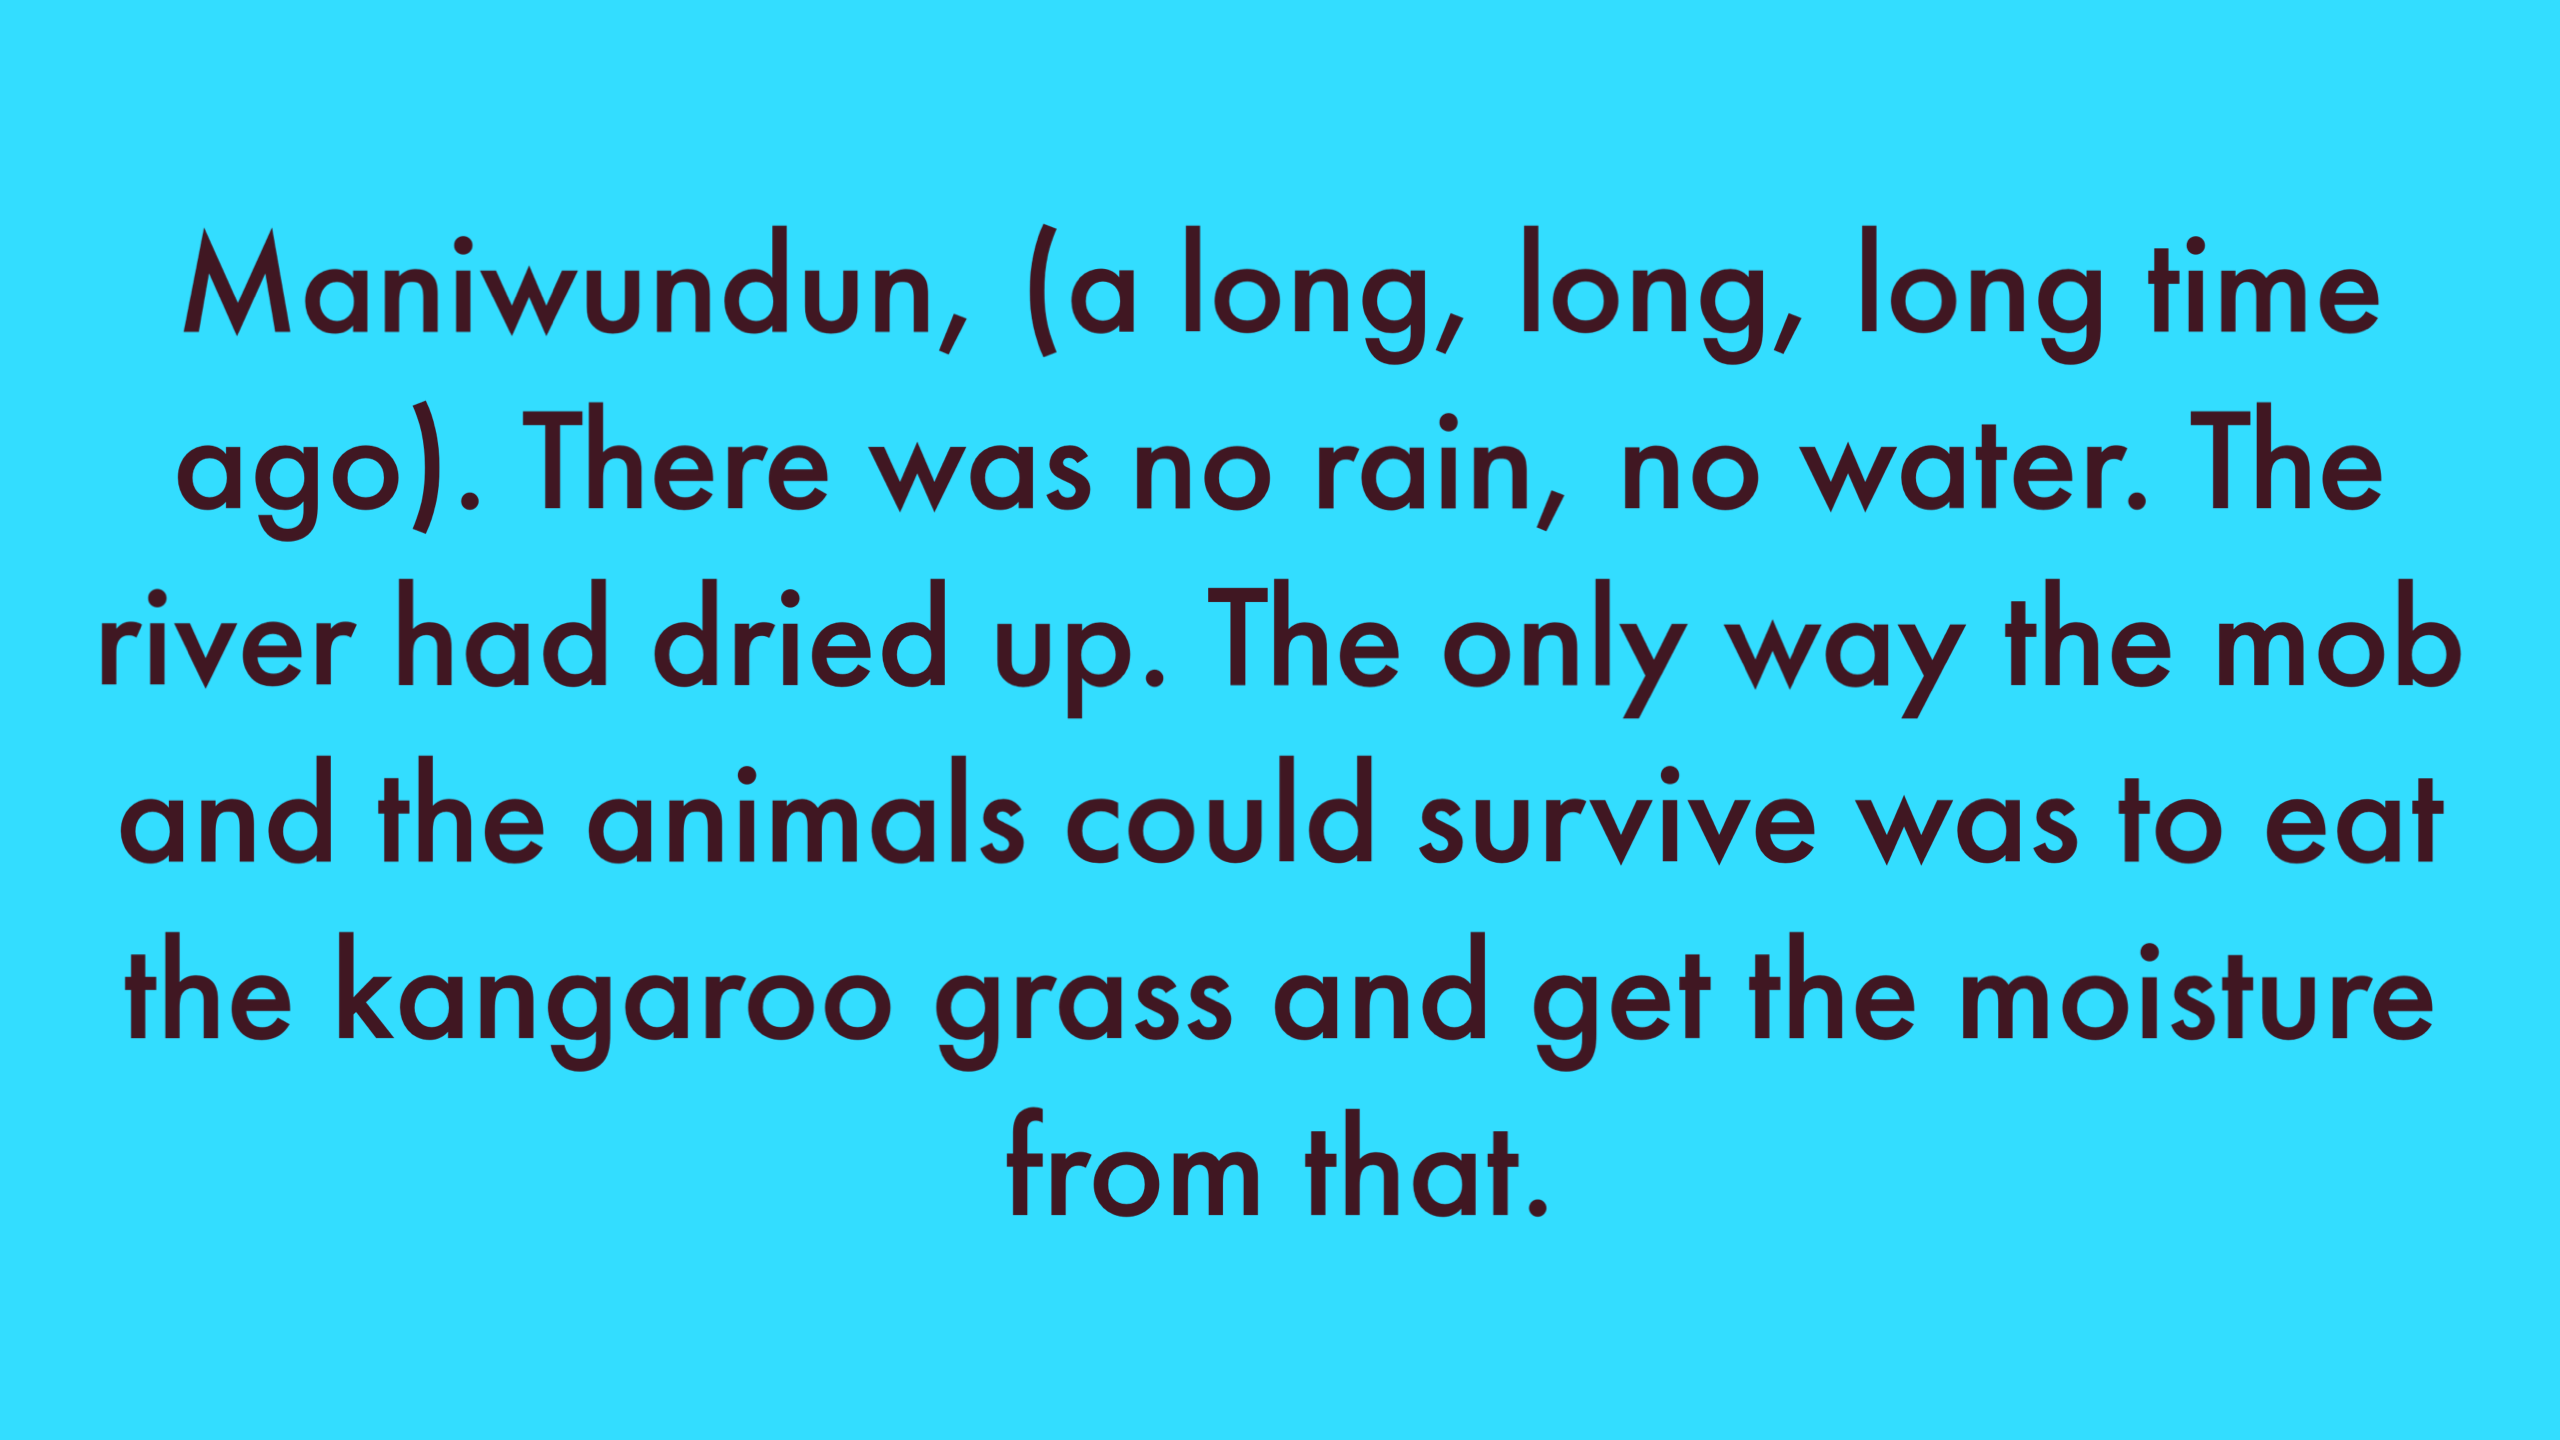 Maniwundun, (a long, long, long time
ago). There was no rain, no water. The
river had dried up. The only way the mob
and the animals could survive was to eat
the kangaroo grass and get the moisture
from that.